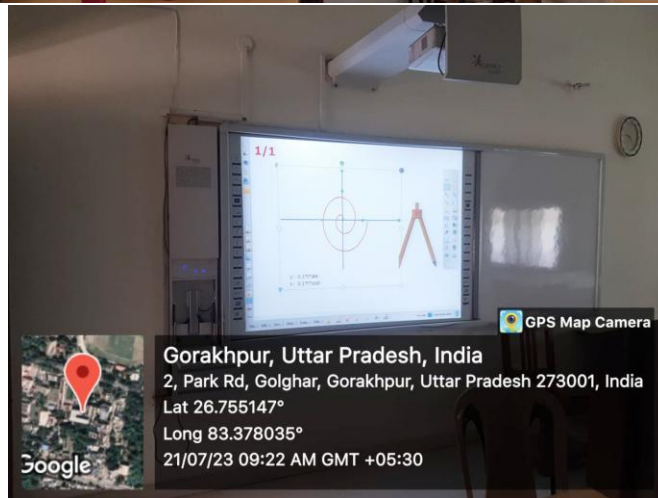 1/1
GPS Map Camera
Gorakhpur, Uttar Pradesh, India
2, Park Rd, Golghar, Gorakhpur, Uttar Pradesh 273001, India
Lat 26.755147°
Long 83.378035°
21/07/23 09:22 AM GMT +05:30
Google